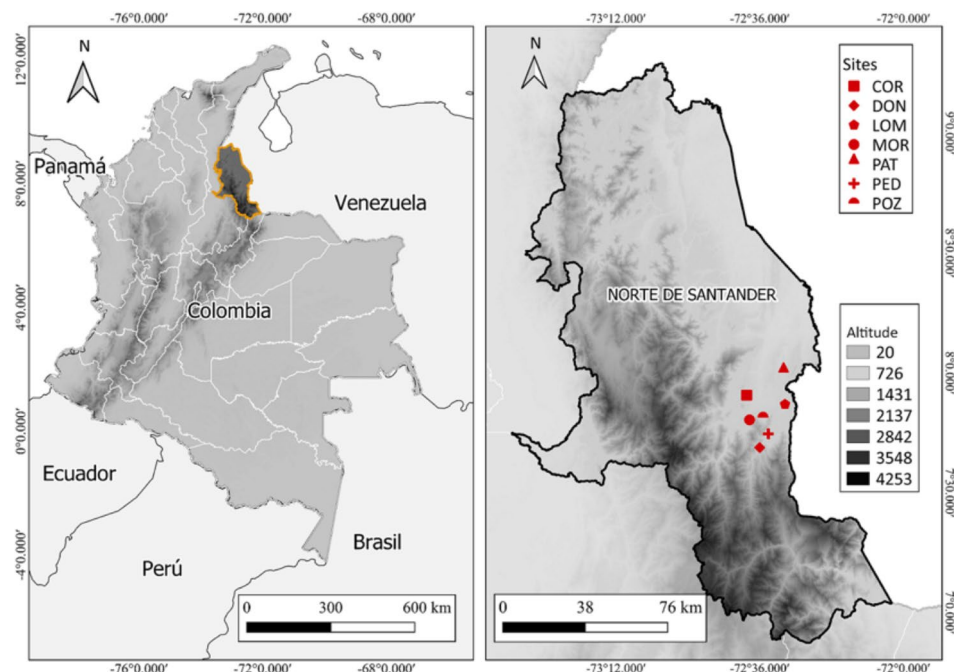 -76°0.000' -72°0.000' -68°0.000'
-73°12.000' -72°36.000' -72°0.000'
12°0.000'
8°0.000'
4°0.000'
0°0.000'
-4°0.000'
N
Panamá
Venezuela
Colombia
Ecuador
Perú
Brasil
0 300 600 km
-76°0.000' -72°0.000' -68°0.000'
N
NORTE DE SANTANDER
Sites
COR
DON
LOM
MOR
PAT
PED
POZ
Altitude
20
726
1431
2137
2842
3548
4253
9°0.000'
8°30.000'
8°0.000'
7°30.000'
7°0.000'
0 38 76 km
-73°12.000' -72°36.000' -72°0.000'